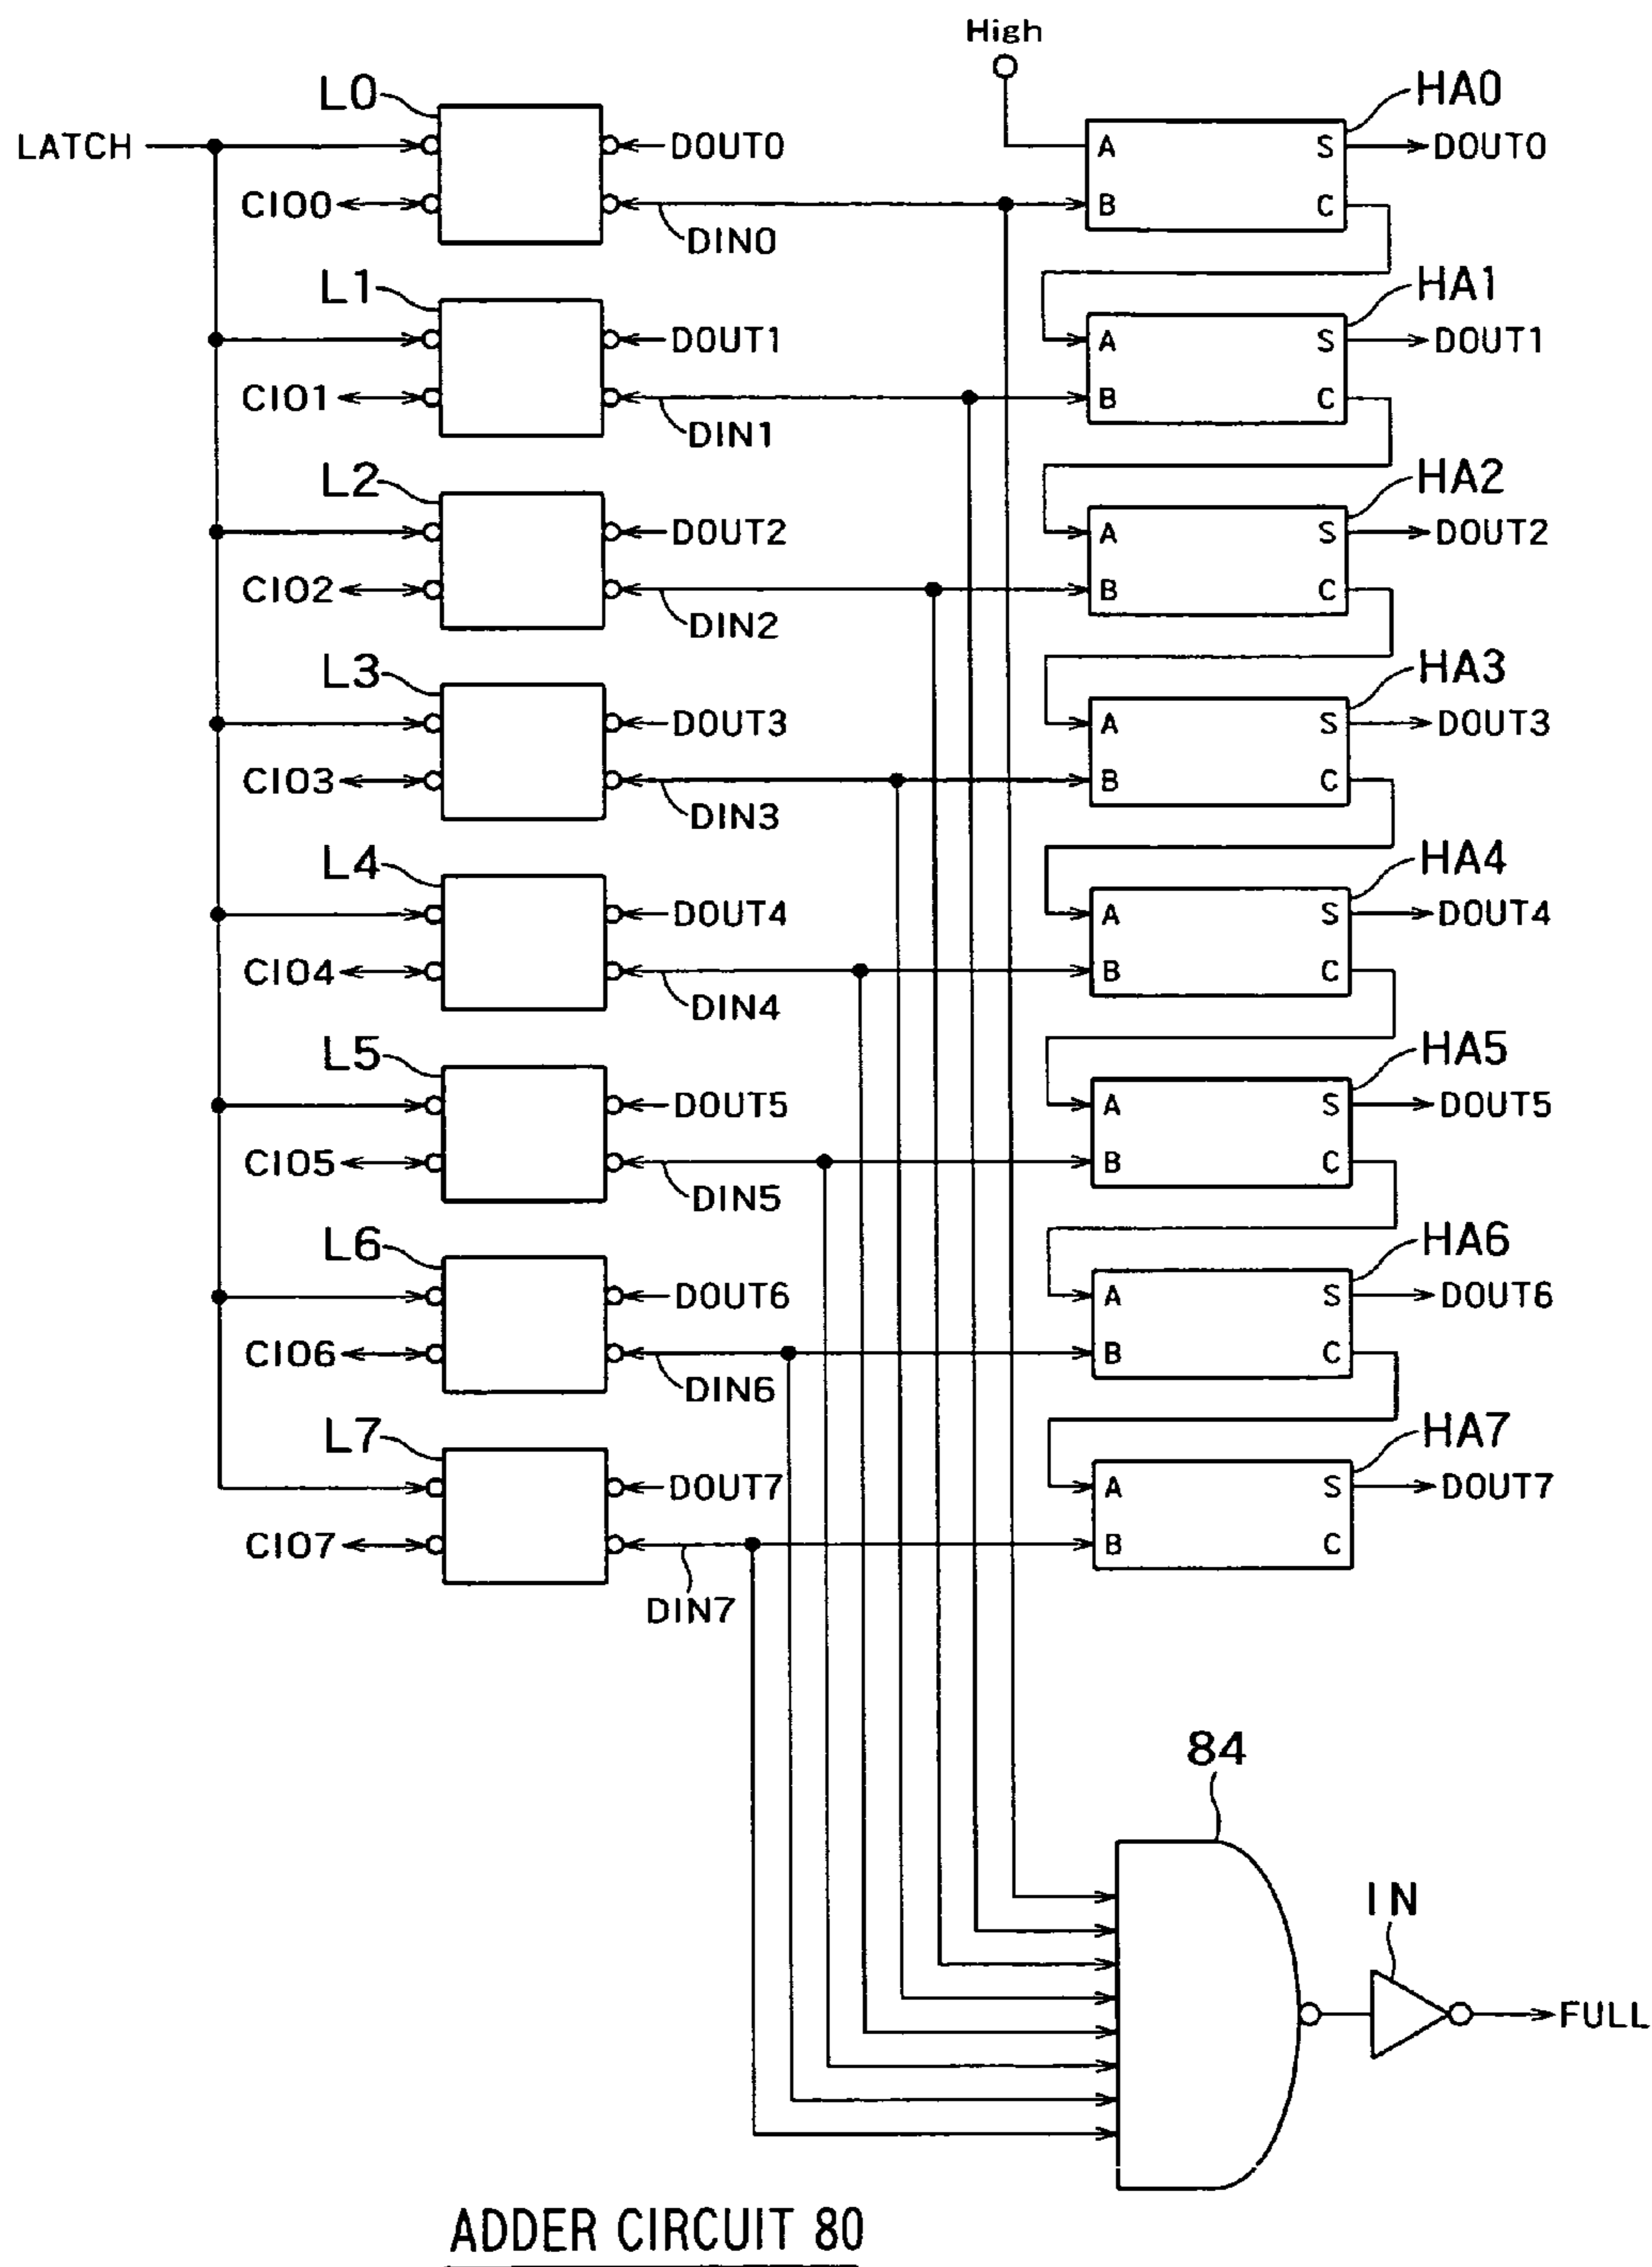 High
L0
HA0
LATCH
DOUT0
A
S
DOUT0
CIO0
B
C
DIN0
L1
HA1
DOUT1
A
S
DOUT1
CIO1
B
C
DIN1
L2
HA2
DOUT2
A
S
DOUT2
CIO2
B
C
DIN2
L3
HA3
DOUT3
A
S
DOUT3
CIO3
B
C
DIN3
L4
HA4
DOUT4
A
S
DOUT4
CIO4
B
C
DIN4
L5
HA5
DOUT5
A
S
DOUT5
CIO5
B
C
DIN5
L6
HA6
DOUT6
A
S
DOUT6
CIO6
B
C
DIN6
L7
HA7
DOUT7
A
S
DOUT7
CIO7
B
C
DIN7
84
IN
FULL
ADDER CIRCUIT 80